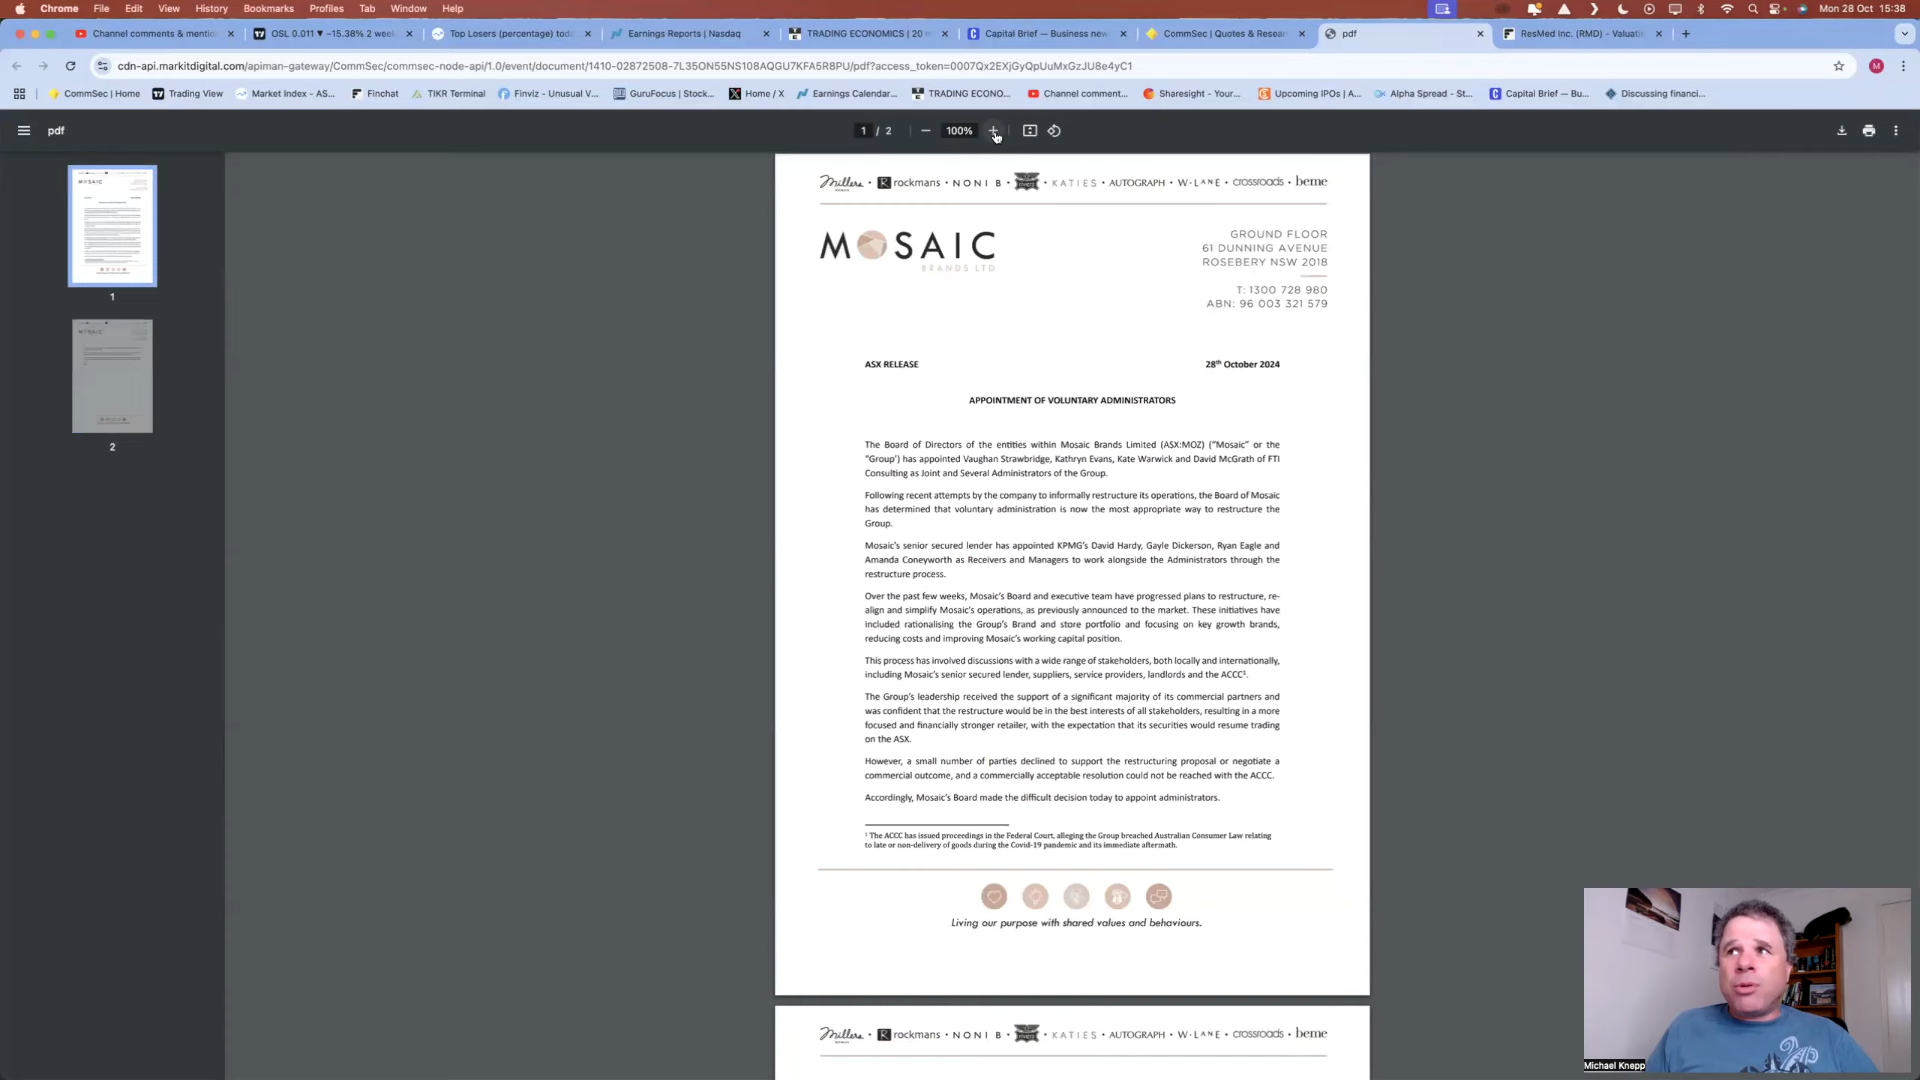 Chrome File Edit View History Bookmarks Profiles Tab Window Help Mon 28 Oct 15:38
Channel comments & mentio OSL 0.011 ▼ −15.38% 2 wee Top Losers (percentage) tod Earnings Reports | Nasdaq TRADING ECONOMICS | 20 Capital Brief — Business new CommSec | Quotes & Resea pdf ResMed Inc. (RMD) - Valuati
cdn-api.markitdigital.com/apiman-gateway/CommSec/commsec-node-api/1.0/event/document/1410-02872508-7L35ON55NS108AQGU7KFA5R8PU/pdf?access_token=0007Qx2EXjGyQpUuMxGzJU8e4yC1 M
CommSec | Home Trading View Market Index - AS... Finchat TIKR Terminal Finviz - Unusual V... GuruFocus | Stock... Home / X Earnings Calendar... TRADING ECONO... Channel comment... Sharesight - Your... Upcoming IPOs | A... Alpha Spread - St... Capital Brief — Bu... Discussing financi...
pdf 1 / 2 100%
Millers • rockmans • NONI B • rivers • KATIES • AUTOGRAPH • W·LANE • crossroads • beme
MOSAIC
BRANDS LTD
GROUND FLOOR
61 DUNNING AVENUE
ROSEBERY NSW 2018
T: 1300 728 980
ABN: 96 003 321 579
ASX RELEASE 28th October 2024
APPOINTMENT OF VOLUNTARY ADMINISTRATORS
The Board of Directors of the entities within Mosaic Brands Limited (ASX:MOZ) (“Mosaic” or the
“Group’) has appointed Vaughan Strawbridge, Kathryn Evans, Kate Warwick and David McGrath of FTI
Consulting as Joint and Several Administrators of the Group.
Following recent attempts by the company to informally restructure its operations, the Board of Mosaic
has determined that voluntary administration is now the most appropriate way to restructure the
Group.
Mosaic’s senior secured lender has appointed KPMG’s David Hardy, Gayle Dickerson, Ryan Eagle and
Amanda Coneyworth as Receivers and Managers to work alongside the Administrators through the
restructure process.
Over the past few weeks, Mosaic’s Board and executive team have progressed plans to restructure, re-
align and simplify Mosaic’s operations, as previously announced to the market. These initiatives have
included rationalising the Group’s Brand and store portfolio and focusing on key growth brands,
reducing costs and improving Mosaic’s working capital position.
This process has involved discussions with a wide range of stakeholders, both locally and internationally,
including Mosaic’s senior secured lender, suppliers, service providers, landlords and the ACCC¹.
The Group’s leadership received the support of a significant majority of its commercial partners and
was confident that the restructure would be in the best interests of all stakeholders, resulting in a more
focused and financially stronger retailer, with the expectation that its securities would resume trading
on the ASX.
However, a small number of parties declined to support the restructuring proposal or negotiate a
commercial outcome, and a commercially acceptable resolution could not be reached with the ACCC.
Accordingly, Mosaic’s Board made the difficult decision today to appoint administrators.
¹ The ACCC has issued proceedings in the Federal Court, alleging the Group breached Australian Consumer Law relating
to late or non-delivery of goods during the Covid-19 pandemic and its immediate aftermath.
Living our purpose with shared values and behaviours.
Millers • rockmans • NONI B • rivers • KATIES • AUTOGRAPH • W·LANE • crossroads • beme
1
2
Michael Knepp